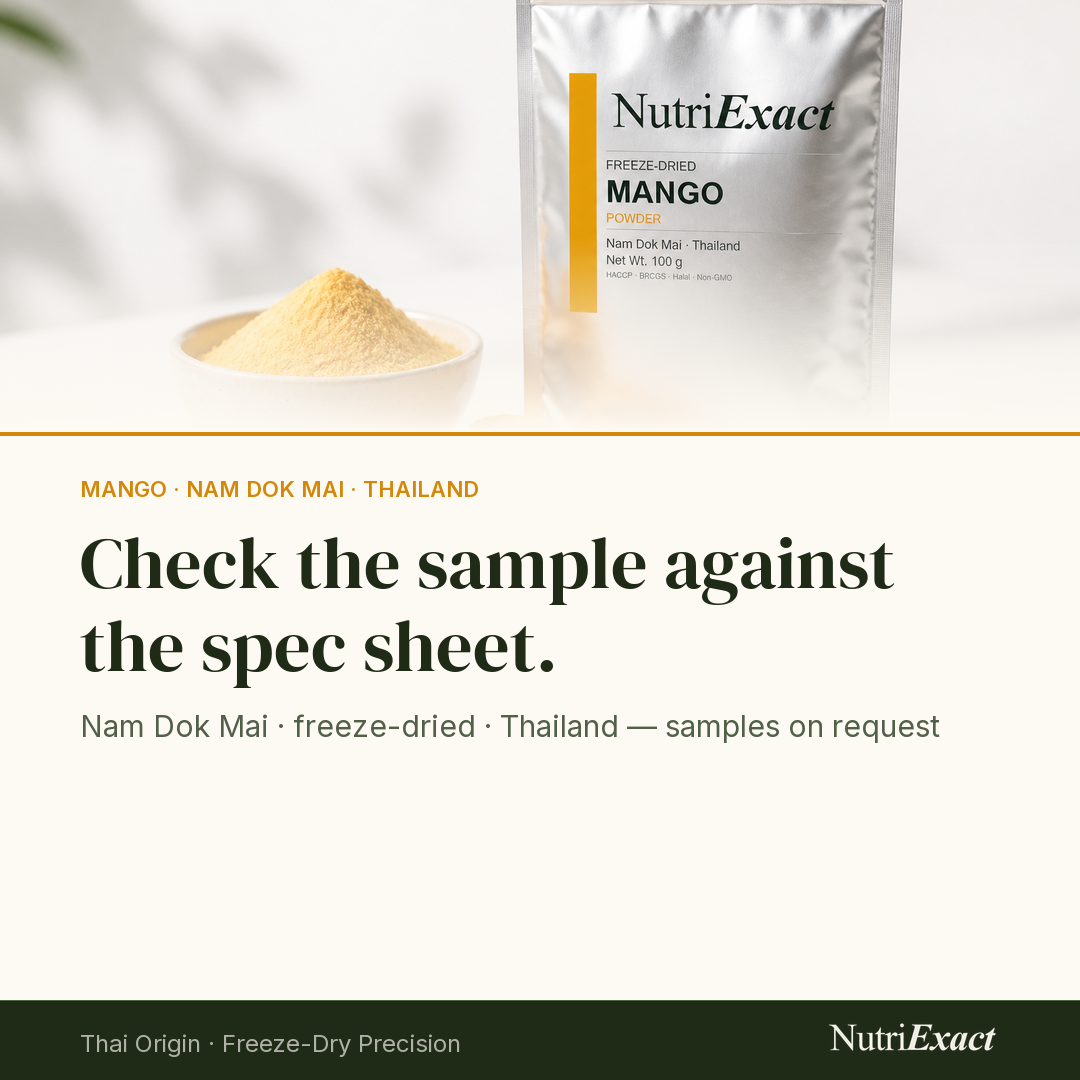 NutriExact
FREEZE-DRIED
MANGO
POWDER
Nam Dok Mai · Thailand
Net Wt. 100 g
HACCP · BRCGS · Halal · Non-GMO
MANGO · NAM DOK MAI · THAILAND
Check the sample against
the spec sheet.
Nam Dok Mai · freeze-dried · Thailand — samples on request
Thai Origin · Freeze-Dry Precision
NutriExact